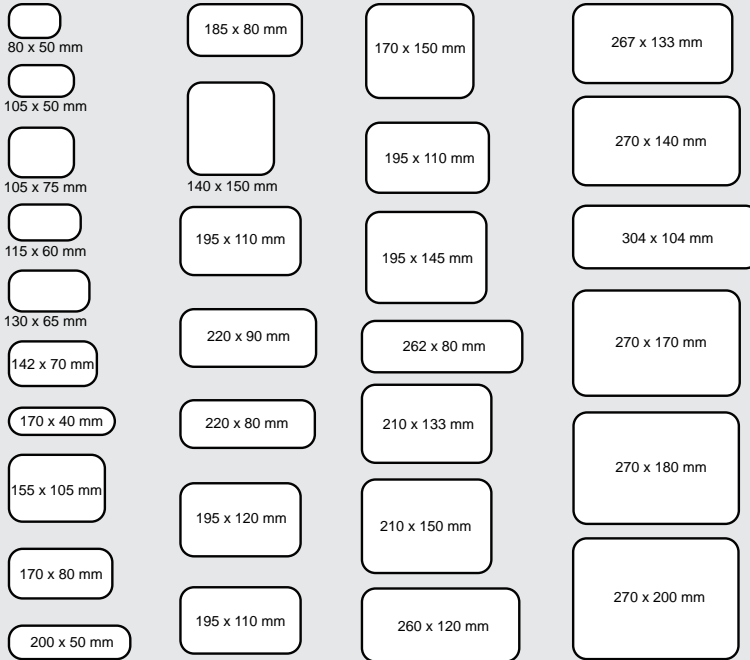 80 x 50 mm
105 x 50 mm
105 x 75 mm
115 x 60 mm
130 x 65 mm
142 x 70 mm
170 x 40 mm
155 x 105 mm
170 x 80 mm
200 x 50 mm
185 x 80 mm
140 x 150 mm
195 x 110 mm
220 x 90 mm
220 x 80 mm
195 x 120 mm
195 x 110 mm
170 x 150 mm
195 x 110 mm
195 x 145 mm
262 x 80 mm
210 x 133 mm
210 x 150 mm
260 x 120 mm
267 x 133 mm
270 x 140 mm
304 x 104 mm
270 x 170 mm
270 x 180 mm
270 x 200 mm